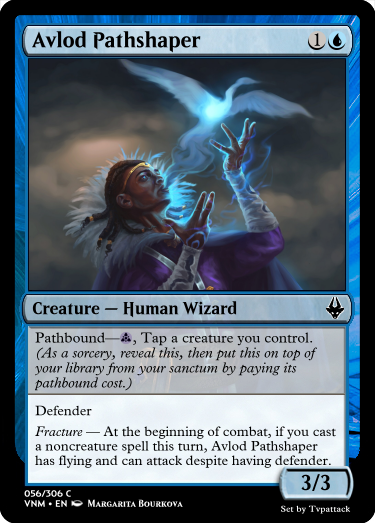 Avlod Pathshaper
1
Creature — Human Wizard
Pathbound—, Tap a creature you control.
(As a sorcery, reveal this, then put this on top of
your library from your sanctum by paying its
pathbound cost.)
Defender
Fracture — At the beginning of combat, if you cast
a noncreature spell this turn, Avlod Pathshaper
has flying and can attack despite having defender.
3/3
056/306 C
VNM • EN Margarita Bourkova
Set by Tvpattack